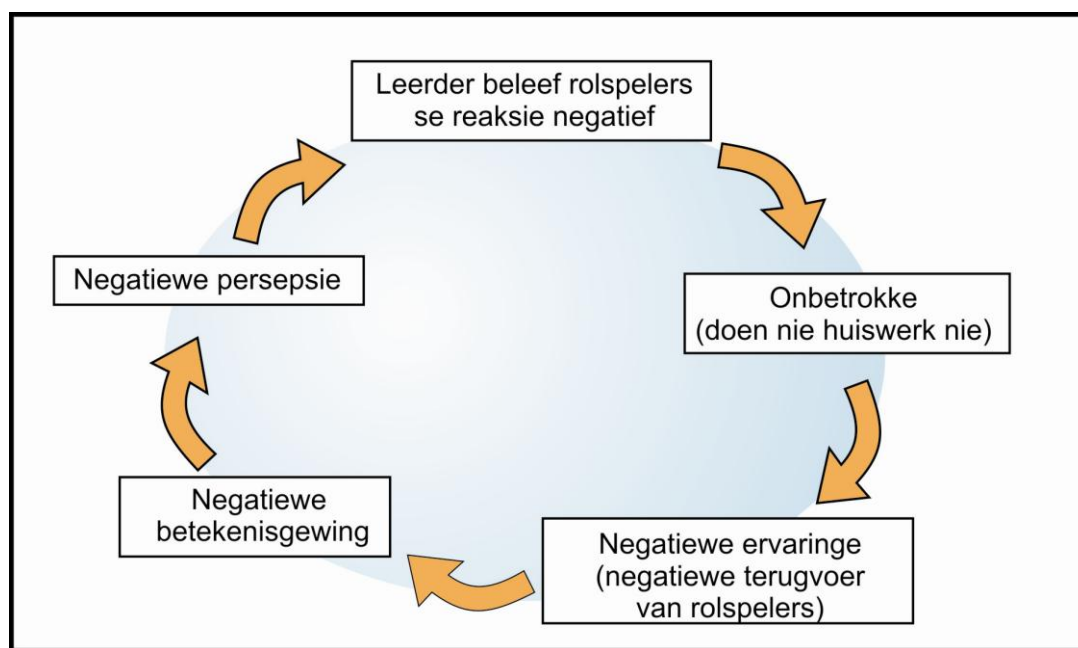 Leerder beleef rolspelers
se reaksie negatief
Onbetrokke
(doen nie huiswerk nie)
Negatiewe ervaringe
(negatiewe terugvoer
van rolspelers)
Negatiewe
betekenisgewing
Negatiewe persepsie